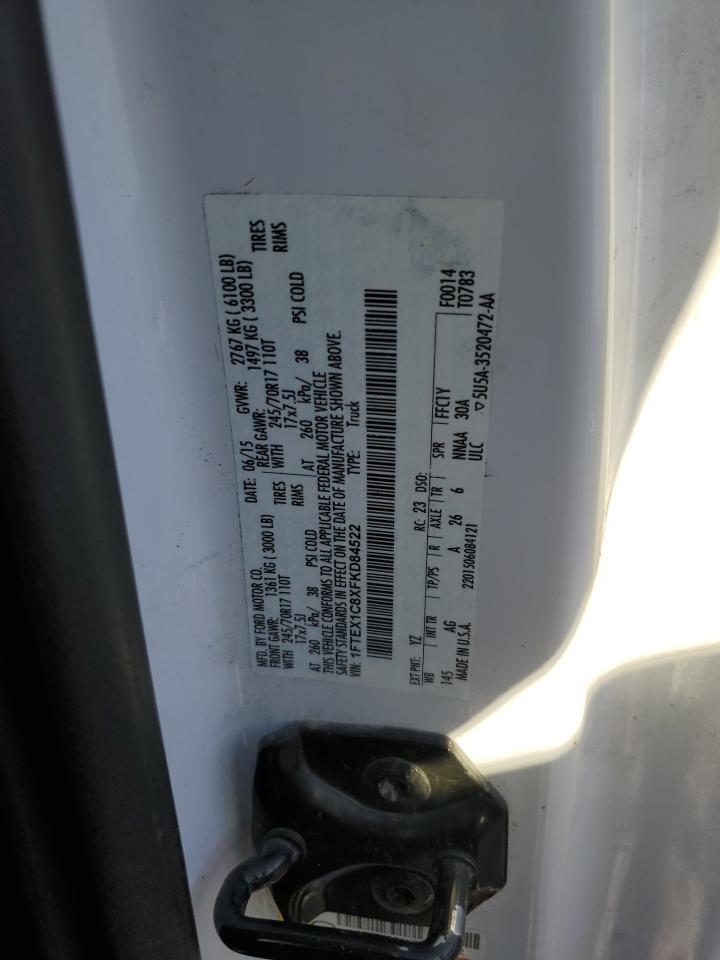 MFD. BY FORD MOTOR CO. DATE: 06/15 GVWR: 2767 KG ( 6100 LB)
FRONT GAWR: 1361 KG ( 3000 LB) REAR GAWR: 1497 KG ( 3300 LB)
WITH 245/70R17 110T TIRES WITH 245/70R17 110T TIRES
17x7.5J RIMS 17x7.5J RIMS
AT 260 kPa/ 38 PSI COLD AT 260 kPa/ 38 PSI COLD
THIS VEHICLE CONFORMS TO ALL APPLICABLE FEDERAL MOTOR VEHICLE
SAFETY STANDARDS IN EFFECT ON THE DATE OF MANUFACTURE SHOWN ABOVE.
VIN: 1FTEX1C8XFKD84522 TYPE: Truck
EXT PNT: YZ RC: 23 DSO: FFC1Y F0014
WB INT TR TP/PS R AXLE TR SPR T0783
145 AG A 26 6 NNAA 30A
MADE IN U.S.A. 2201506084121 ULC ▽5U5A-3520472-AA